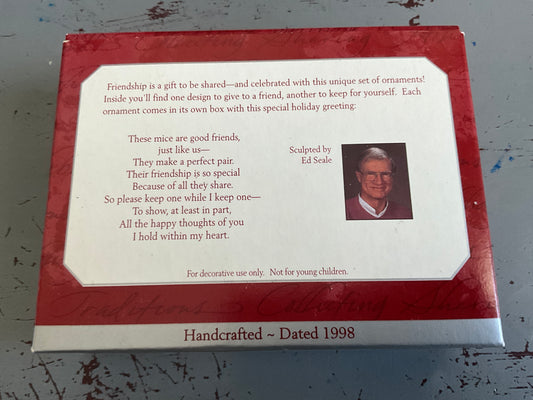 Collecting
Friendship is a gift to be shared—and celebrated with this unique set of ornaments!
Inside you'll find one design to give to a friend, another to keep for yourself. Each
ornament comes in its own box with this special holiday greeting:
These mice are good friends,
just like us—
They make a perfect pair.
Their friendship is so special
Because of all they share.
So please keep one while I keep one—
To show, at least in part,
All the happy thoughts of you
I hold within my heart.
Sculpted by
Ed Seale
For decorative use only. Not for young children.
Traditions Collecting
Handcrafted ~ Dated 1998